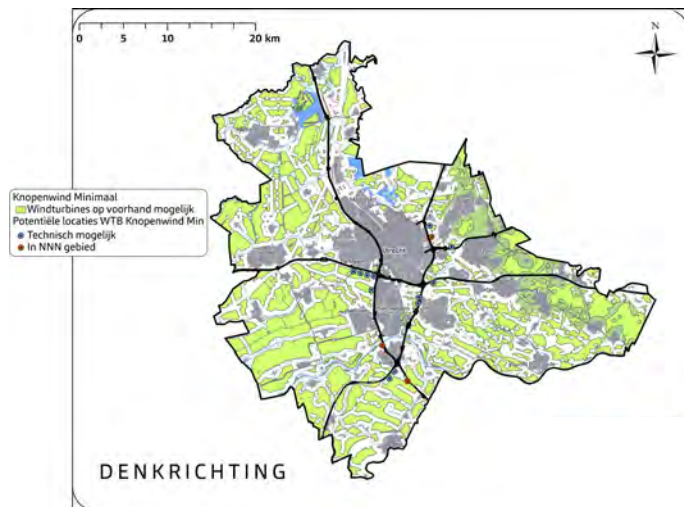 0 5 10 20 km
N
Knopenwind Minimaal
Windturbines op voorhand mogelijk
Potentiële locaties WTB Knopenwind Min
Technisch mogelijk
In NNN gebied
Utrecht
DENKRICHTING